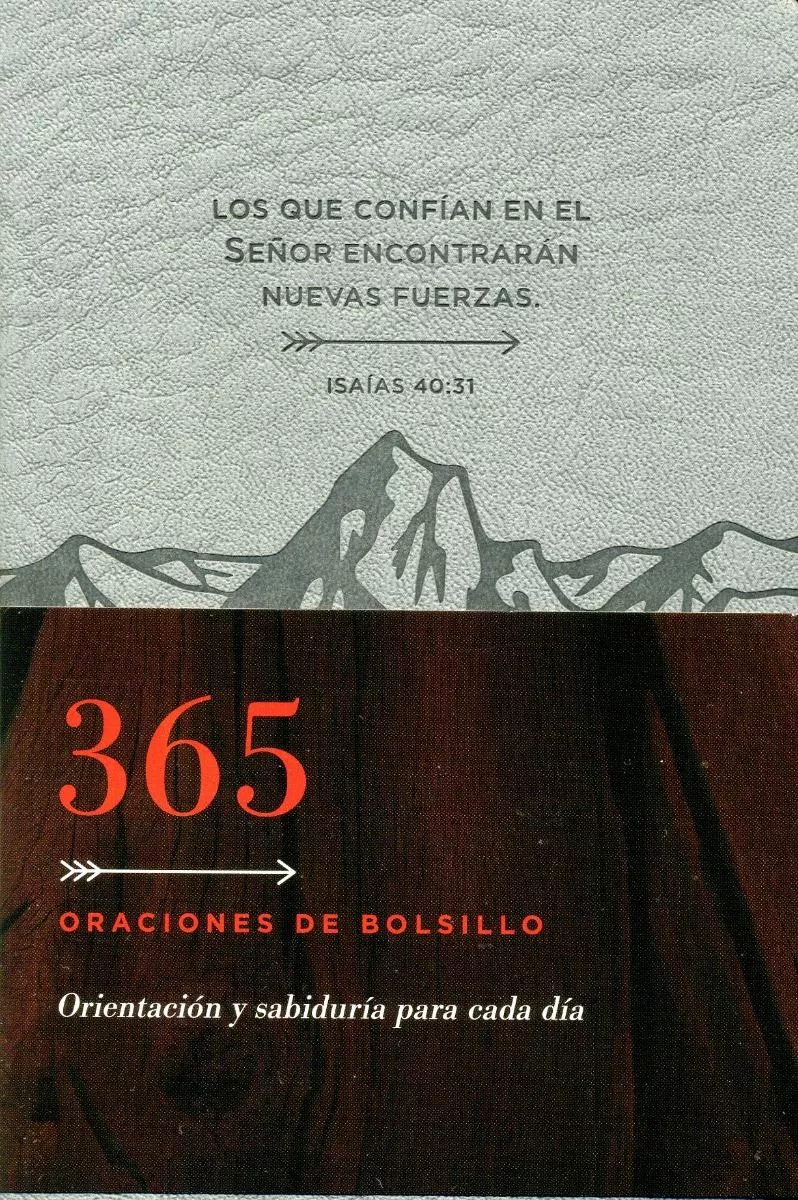 LOS QUE CONFÍAN EN EL
SEÑOR ENCONTRARÁN
NUEVAS FUERZAS.
ISAÍAS 40:31
365
ORACIONES DE BOLSILLO
Orientación y sabiduría para cada día